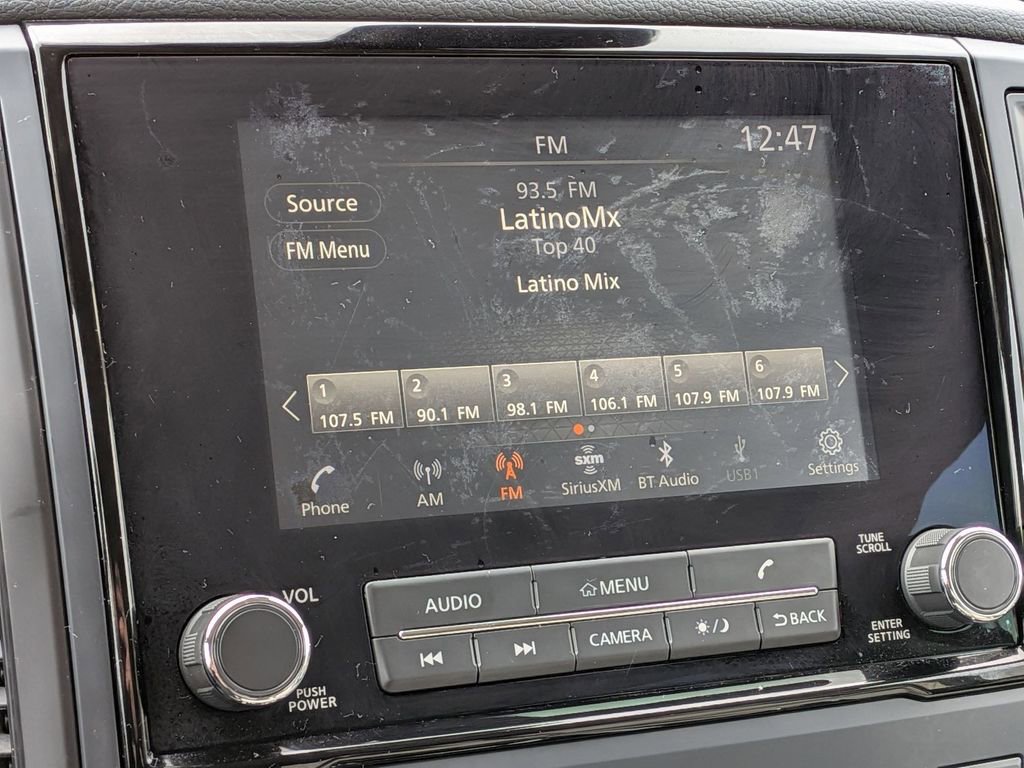 FM
12:47
Source
FM Menu
93.5 FM
LatinoMx
Top 40
Latino Mix
1
107.5 FM
2
90.1 FM
3
98.1 FM
4
106.1 FM
5
107.9 FM
6
107.9 FM
Phone
AM
FM
sxm
SiriusXM
BT Audio
USB1
Settings
VOL
PUSH
POWER
AUDIO
MENU
CAMERA
BACK
TUNE
SCROLL
ENTER
SETTING